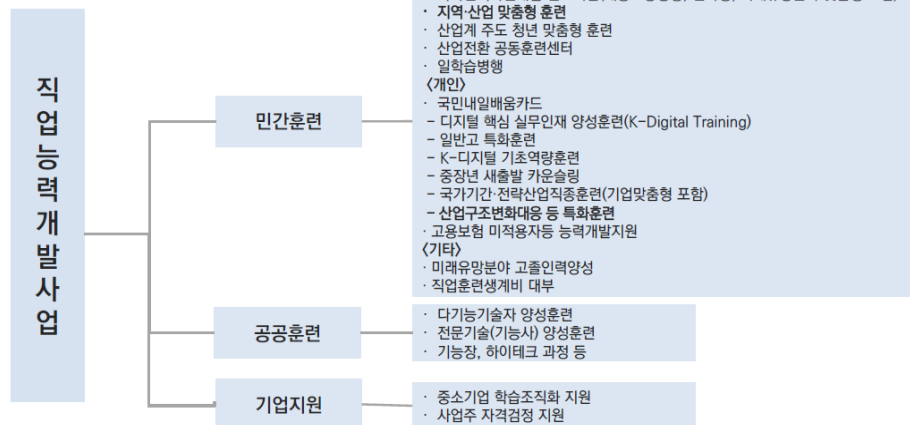 · 지역·산업 맞춤형 훈련
· 산업계 주도 청년 맞춤형 훈련
· 산업전환 공동훈련센터
· 일학습병행
〈개인〉
· 국민내일배움카드
– 디지털 핵심 실무인재 양성훈련(K–Digital Training)
– 일반고 특화훈련
– K–디지털 기초역량훈련
– 중장년 새출발 카운슬링
– 국가기간·전략산업직종훈련(기업맞춤형 포함)
– 산업구조변화대응 등 특화훈련
· 고용보험 미적용자등 능력개발지원
〈기타〉
· 미래유망분야 고졸인력양성
· 직업훈련생계비 대부
민간훈련
직업능력개발사업
공공훈련
· 다기능기술자 양성훈련
· 전문기술(기능사) 양성훈련
· 기능장, 하이테크 과정 등
기업지원
· 중소기업 학습조직화 지원
· 사업주 자격검정 지원